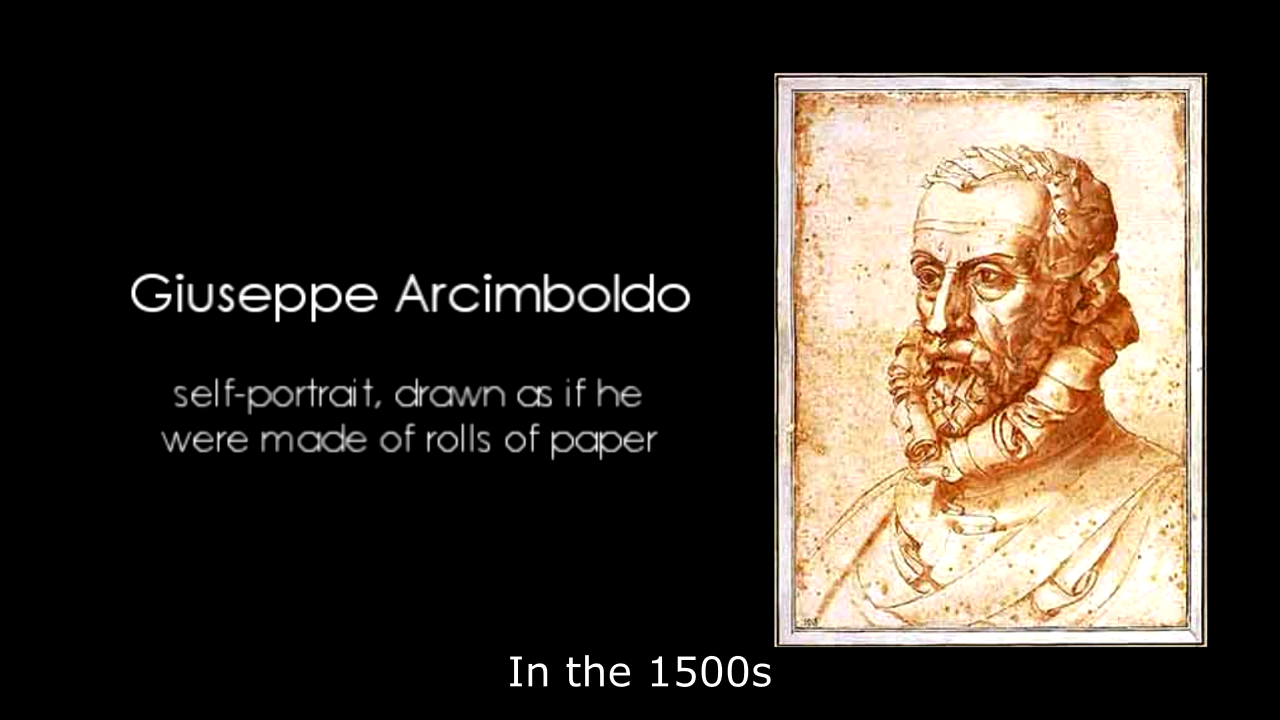 Giuseppe Arcimboldo
self-portrait, drawn as if he
were made of rolls of paper
In the 1500s